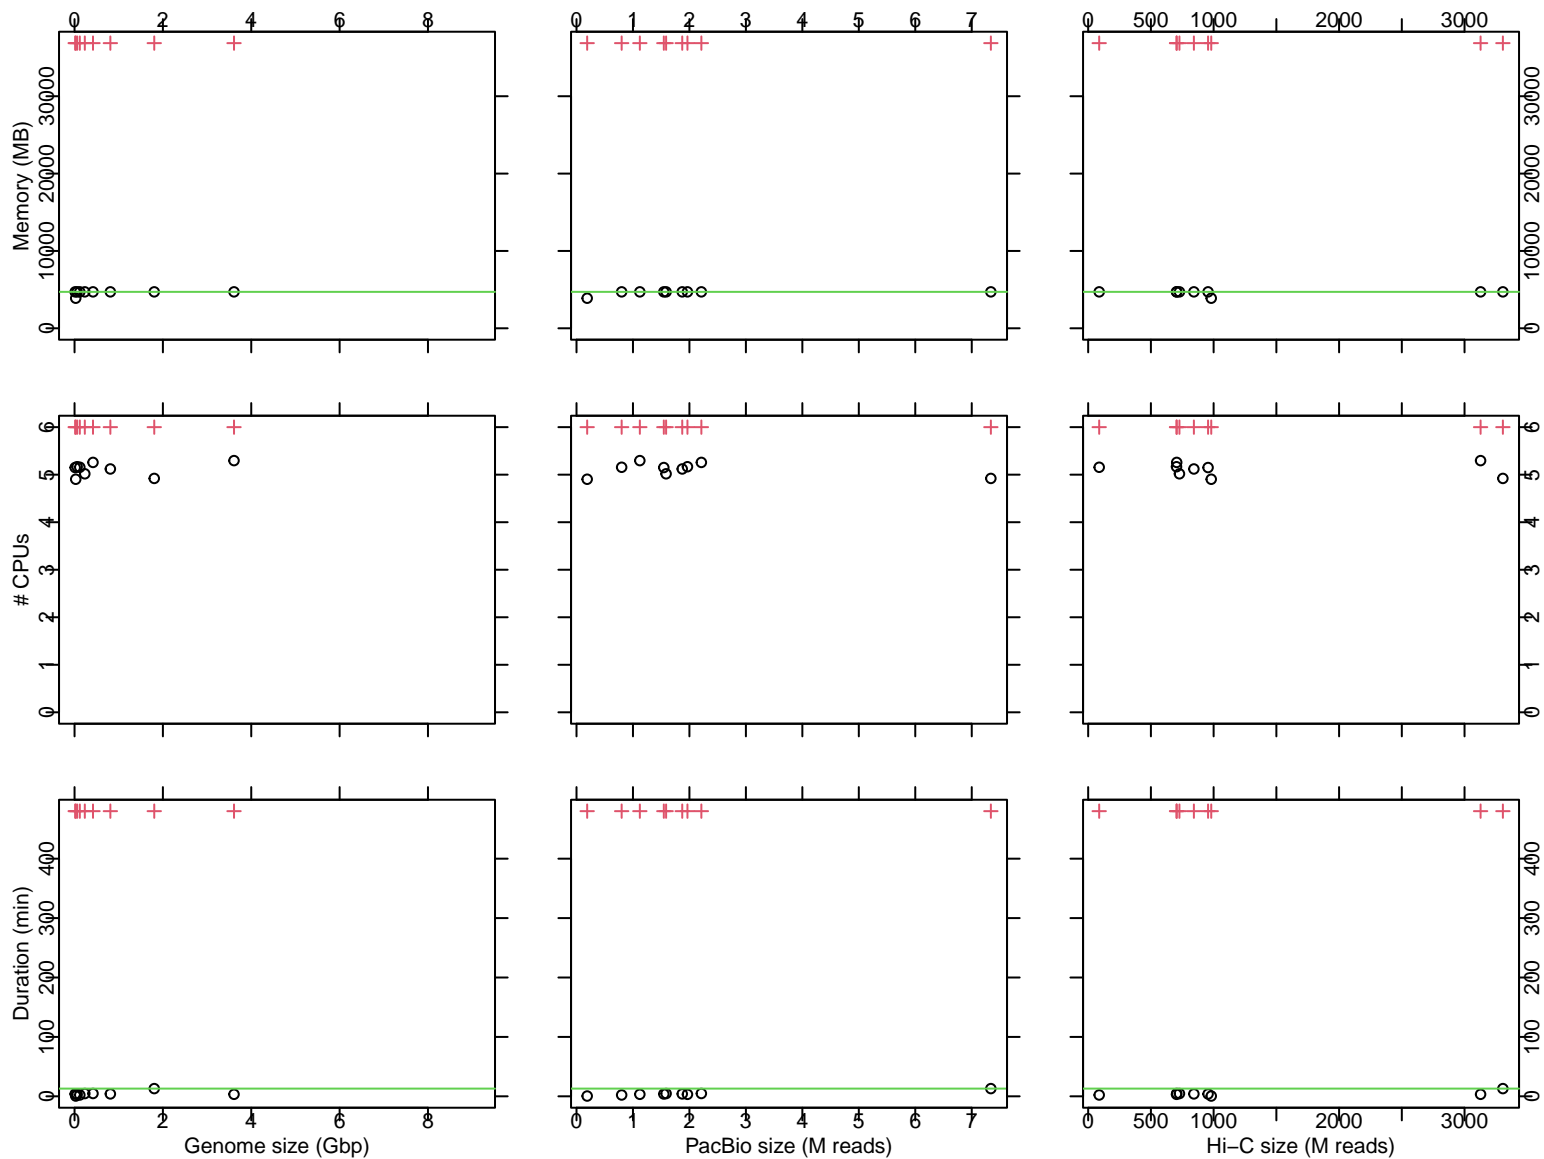 0 2 4 6 8
0 1 2 3 4 5 6 7
0 500 1000 2000 3000
Memory (MB)
0 10000 20000 30000
0 10000 20000 30000
# CPUs
0 1 2 3 4 5 6
0 1 2 3 4 5 6
Duration (min)
0 100 200 300 400
0 100 200 300 400
0 2 4 6 8
0 1 2 3 4 5 6 7
0 500 1000 2000 3000
Genome size (Gbp)
PacBio size (M reads)
Hi−C size (M reads)